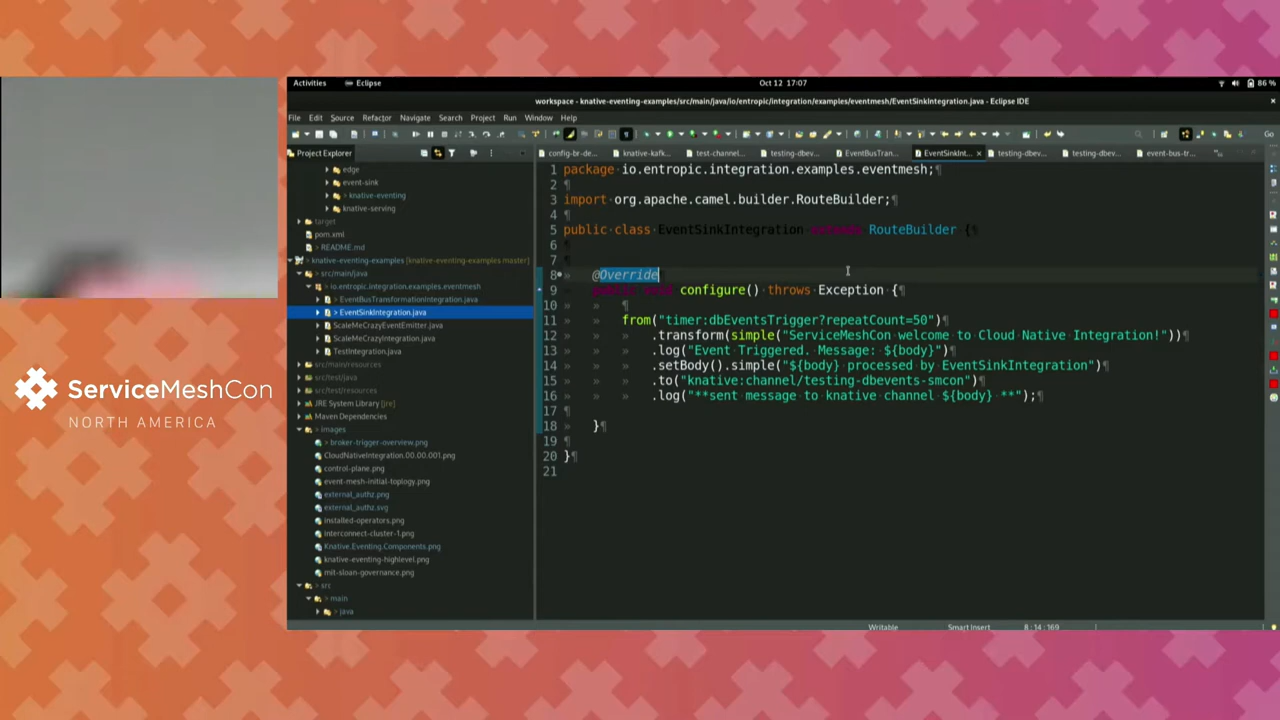 Activities
Eclipse
Oct 12 17:07
86 %
workspace - knative-eventing-examples/src/main/java/io/entropic/integration/examples/eventmesh/EventSinkIntegration.java - Eclipse IDE
File Edit Source Refactor Navigate Search Project Run Window Help
Project Explorer
edge
event-sink
> knative-eventing
knative-serving
target
pom.xml
> README.md
> knative-eventing-examples [knative-eventing-examples master]
> src/main/java
> io.entropic.integration.examples.eventmesh
> EventBusTransformationIntegration.java
> EventSinkIntegration.java
ScaleMeCrazyEventEmitter.java
ScaleMeCrazyIntegration.java
TestIntegration.java
src/main/resources
src/test/java
src/test/resources
JRE System Library [jre]
Maven Dependencies
> images
> broker-trigger-overview.png
CloudNativeIntegration.00.00.001.png
control-plane.png
event-mesh-initial-toplogy.png
external_authz.png
external_authz.svg
installed-operators.png
interconnect-cluster-1.png
Knative.Eventing.Components.png
knative-eventing-highlevel.png
mit-sloan-governance.png
> src
> main
> java
config-br-de...
knative-kafk...
test-channel...
testing-dbev...
EventBusTran...
EventSinkInt...
testing-dbev...
testing-dbev...
event-bus-tr...
1 package io.entropic.integration.examples.eventmesh;
2
3 import org.apache.camel.builder.RouteBuilder;
4
5 public class EventSinkIntegration extends RouteBuilder {
6
7
8 @Override
9 public void configure() throws Exception {
10
11 from("timer:dbEventsTrigger?repeatCount=50")
12 .transform(simple("ServiceMeshCon welcome to Cloud Native Integration!"))
13 .log("Event Triggered. Message: ${body}")
14 .setBody().simple("${body} processed by EventSinkIntegration")
15 .to("knative:channel/testing-dbevents-smcon")
16 .log("**sent message to knative channel ${body} **");
17
18 }
19
20 }
21
Writable
Smart Insert
8 : 14 : 169
ServiceMeshCon
NORTH AMERICA